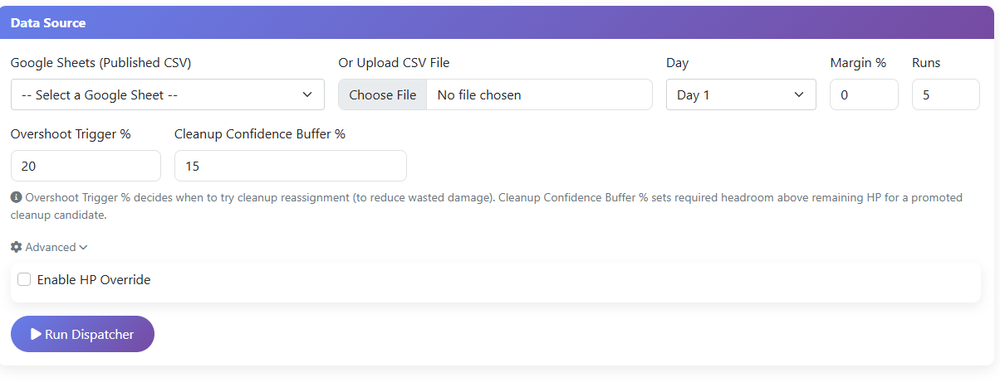 Data Source
Google Sheets (Published CSV)
Or Upload CSV File
Day
Margin %
Runs
-- Select a Google Sheet --
Choose File
No file chosen
Day 1
0
5
Overshoot Trigger %
Cleanup Confidence Buffer %
20
15
Overshoot Trigger % decides when to try cleanup reassignment (to reduce wasted damage). Cleanup Confidence Buffer % sets required headroom above remaining HP for a promoted
cleanup candidate.
Advanced
Enable HP Override
Run Dispatcher